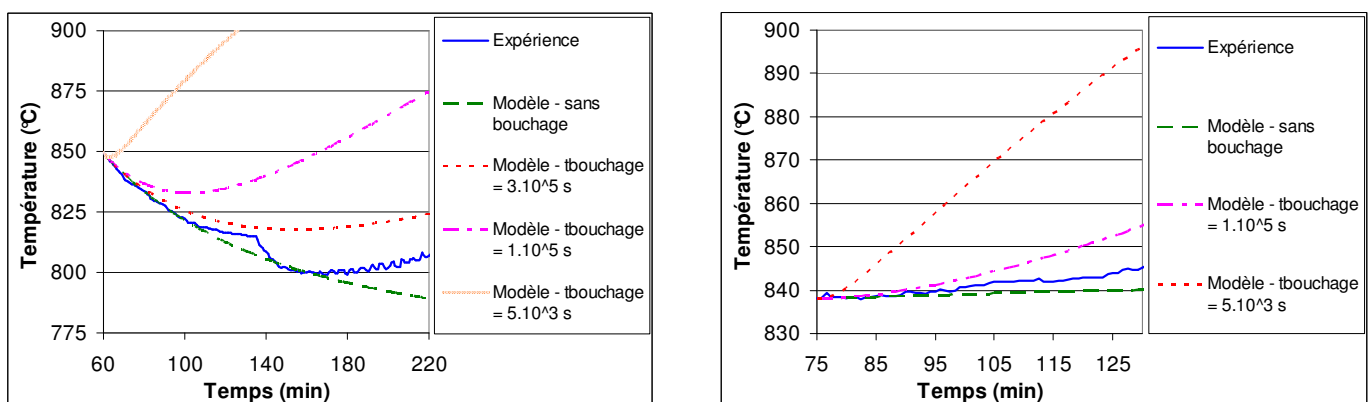 900
875
850
825
800
775
Température (°C)
60 100 140 180 220
Temps (min)
Expérience
Modèle - sans
bouchage
Modèle - tbouchage
= 3.10^5 s
Modèle - tbouchage
= 1.10^5 s
Modèle - tbouchage
= 5.10^3 s
900
890
880
870
860
850
840
830
Température (°C)
75 85 95 105 115 125
Temps (min)
Expérience
Modèle - sans
bouchage
Modèle - tbouchage
= 1.10^5 s
Modèle - tbouchage
= 5.10^3 s